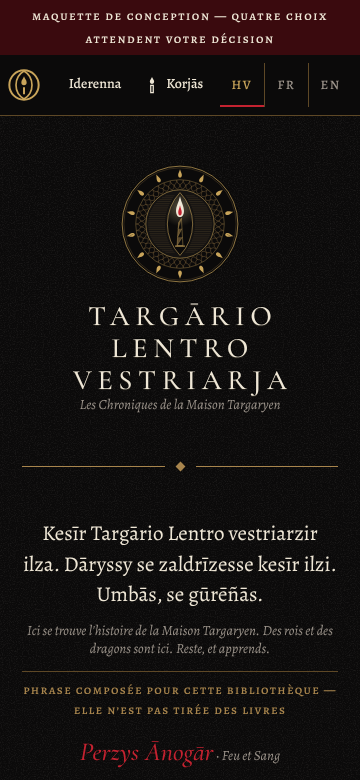 MAQUETTE DE CONCEPTION — QUATRE CHOIX
ATTENDENT VOTRE DÉCISION
Iderenna Korjās HV FR EN
TARGĀRIO
LENTRO
VESTRIARJA
Les Chroniques de la Maison Targaryen
Kesīr Targārio Lentro vestriarzir
ilza. Dāryssy se zaldrīzesse kesīr ilzi.
Umbās, se gūrēñās.
Ici se trouve l'histoire de la Maison Targaryen. Des rois et des
dragons sont ici. Reste, et apprends.
PHRASE COMPOSÉE POUR CETTE BIBLIOTHÈQUE —
ELLE N'EST PAS TIRÉE DES LIVRES
Perzys Ānogār · Feu et Sang